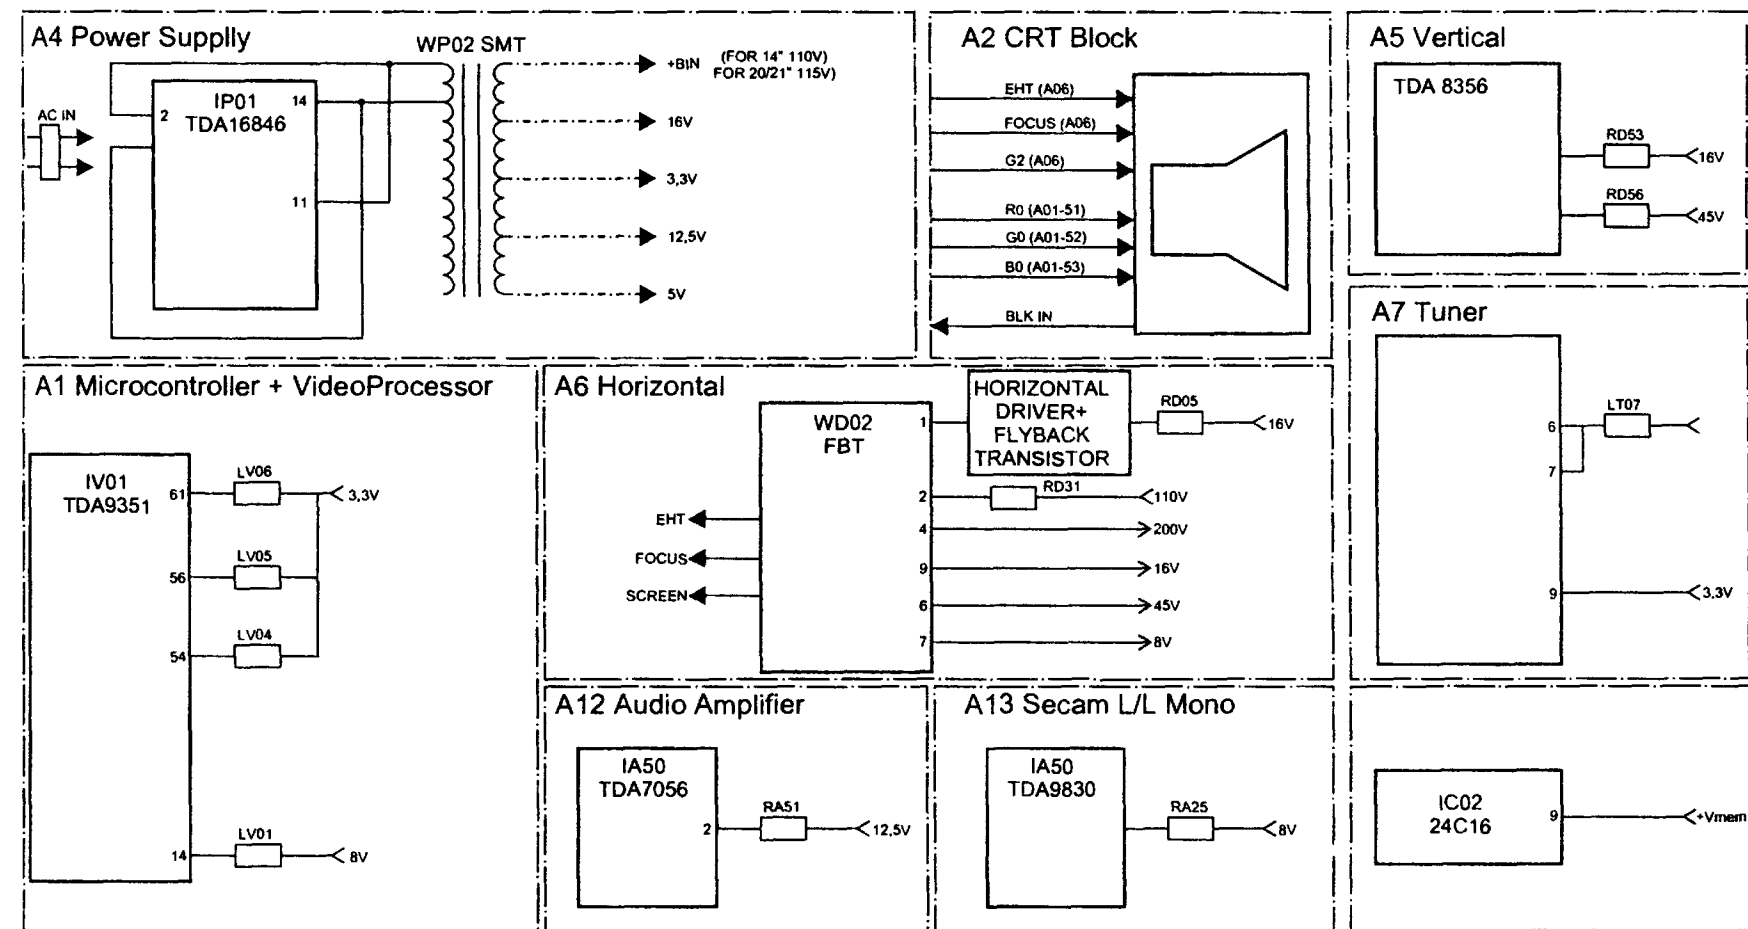 A4 Power Supplly
WP02 SMT
+BIN
(FOR 14" 110V)
FOR 20/21" 115V)
IP01
TDA16846
14
2
11
AC IN
16V
3,3V
12,5V
5V
A2 CRT Block
EHT (A06)
FOCUS (A06)
G2 (A06)
R0 (A01-51)
G0 (A01-52)
B0 (A01-53)
BLK IN
A5 Vertical
TDA 8356
RD53
16V
RD56
45V
A7 Tuner
6
LT07
7
9
3,3V
A1 Microcontroller + VideoProcessor
IV01
TDA9351
61
LV06
3,3V
56
LV05
54
LV04
14
LV01
8V
A6 Horizontal
WD02
FBT
1
HORIZONTAL
DRIVER+
FLYBACK
TRANSISTOR
RD05
16V
2
RD31
110V
4
200V
9
16V
6
45V
7
8V
EHT
FOCUS
SCREEN
A12 Audio Amplifier
IA50
TDA7056
2
RA51
12,5V
A13 Secam L/L Mono
IA50
TDA9830
RA25
8V
IC02
24C16
9
+Vmem